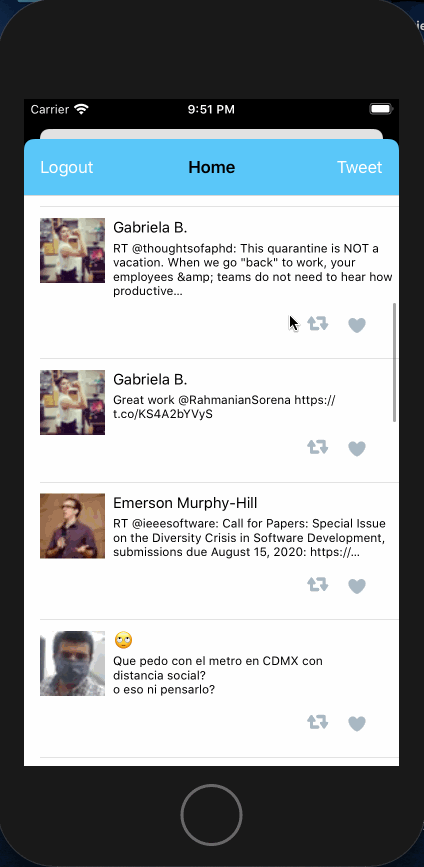 Carrier
9:51 PM
Logout
Home
Tweet
Gabriela B.
RT @thoughtsofaphd: This quarantine is NOT a
vacation. When we go "back" to work, your
employees &amp; teams do not need to hear how
productive...
Gabriela B.
Great work @RahmanianSorena https://
t.co/KS4A2bYVyS
Emerson Murphy-Hill
RT @ieeesoftware: Call for Papers: Special Issue
on the Diversity Crisis in Software Development,
submissions due August 15, 2020: https://...
🙄
Que pedo con el metro en CDMX con
distancia social?
o eso ni pensarlo?